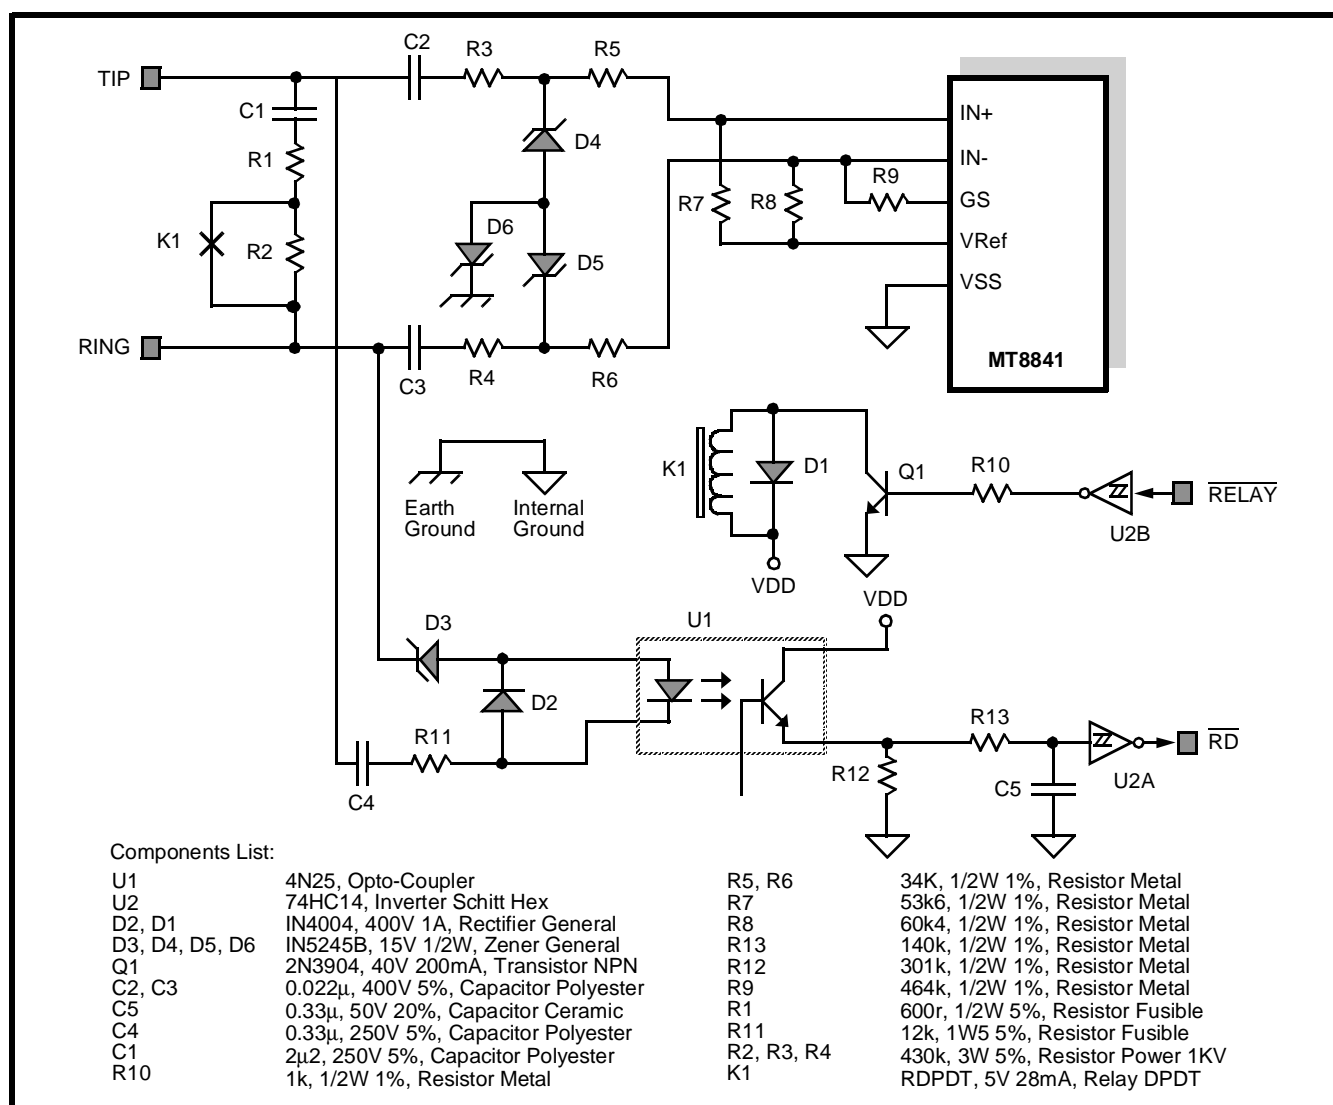 C2
R3
R5
TIP
C1
IN+
D4
R1
IN-
R9
GS
R7
R8
K1
R2
D6
D5
VRef
VSS
RING
C3
R4
R6
MT8841
K1
D1
Q1
R10
RELAY
Earth
Ground
Internal
Ground
U2B
VDD
VDD
U1
D3
D2
R11
R13
RD
C4
R12
C5
U2A
Components List:
U1 4N25, Opto-Coupler
U2 74HC14, Inverter Schitt Hex
D2, D1 IN4004, 400V 1A, Rectifier General
D3, D4, D5, D6 IN5245B, 15V 1/2W, Zener General
Q1 2N3904, 40V 200mA, Transistor NPN
C2, C3 0.022μ, 400V 5%, Capacitor Polyester
C5 0.33μ, 50V 20%, Capacitor Ceramic
C4 0.33μ, 250V 5%, Capacitor Polyester
C1 2μ2, 250V 5%, Capacitor Polyester
R10 1k, 1/2W 1%, Resistor Metal
R5, R6 34K, 1/2W 1%, Resistor Metal
R7 53k6, 1/2W 1%, Resistor Metal
R8 60k4, 1/2W 1%, Resistor Metal
R13 140k, 1/2W 1%, Resistor Metal
R12 301k, 1/2W 1%, Resistor Metal
R9 464k, 1/2W 1%, Resistor Metal
R1 600r, 1/2W 5%, Resistor Fusible
R11 12k, 1W5 5%, Resistor Fusible
R2, R3, R4 430k, 3W 5%, Resistor Power 1KV
K1 RDPDT, 5V 28mA, Relay DPDT